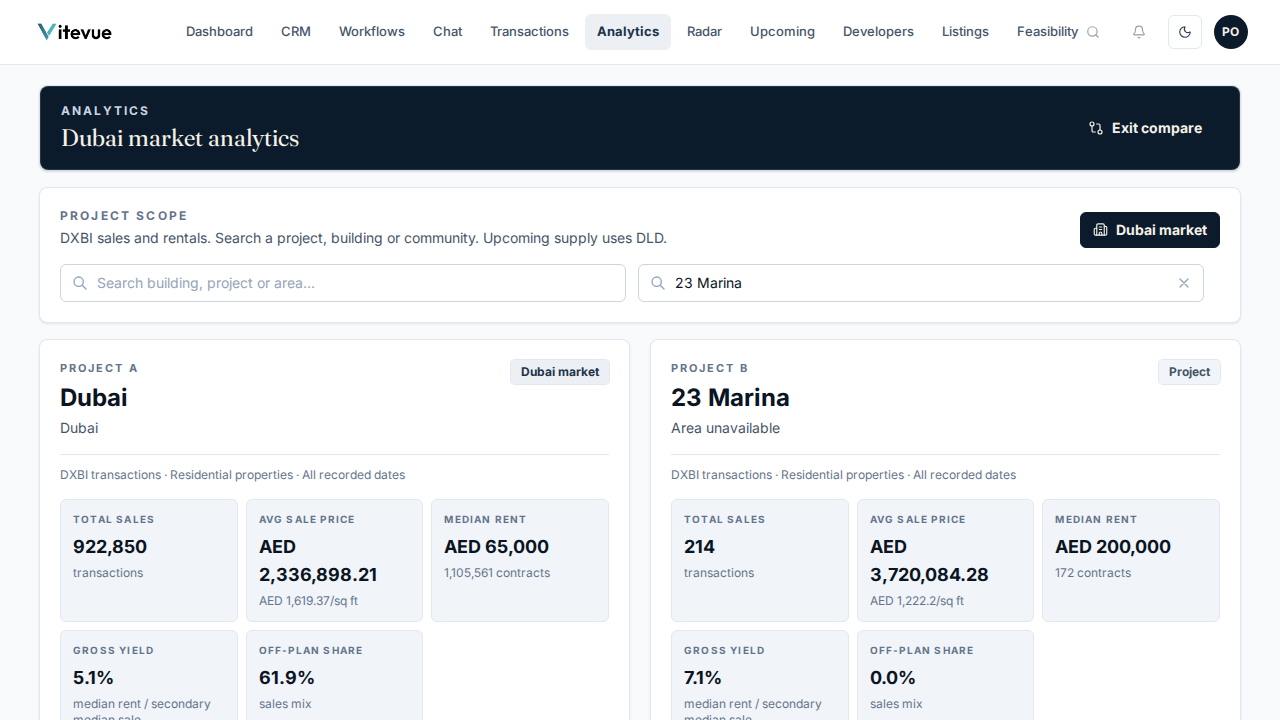 Vitevue
Dashboard CRM Workflows Chat Transactions Analytics Radar Upcoming Developers Listings Feasibility PO
ANALYTICS
Dubai market analytics
Exit compare
PROJECT SCOPE
DXBI sales and rentals. Search a project, building or community. Upcoming supply uses DLD.
Dubai market
Search building, project or area...
23 Marina
PROJECT A
Dubai market
Dubai
Dubai
DXBI transactions · Residential properties · All recorded dates
TOTAL SALES
922,850
transactions
AVG SALE PRICE
AED
2,336,898.21
AED 1,619.37/sq ft
MEDIAN RENT
AED 65,000
1,105,561 contracts
GROSS YIELD
5.1%
median rent / secondary
median sale
OFF-PLAN SHARE
61.9%
sales mix
PROJECT B
Project
23 Marina
Area unavailable
DXBI transactions · Residential properties · All recorded dates
TOTAL SALES
214
transactions
AVG SALE PRICE
AED
3,720,084.28
AED 1,222.2/sq ft
MEDIAN RENT
AED 200,000
172 contracts
GROSS YIELD
7.1%
median rent / secondary
median sale
OFF-PLAN SHARE
0.0%
sales mix